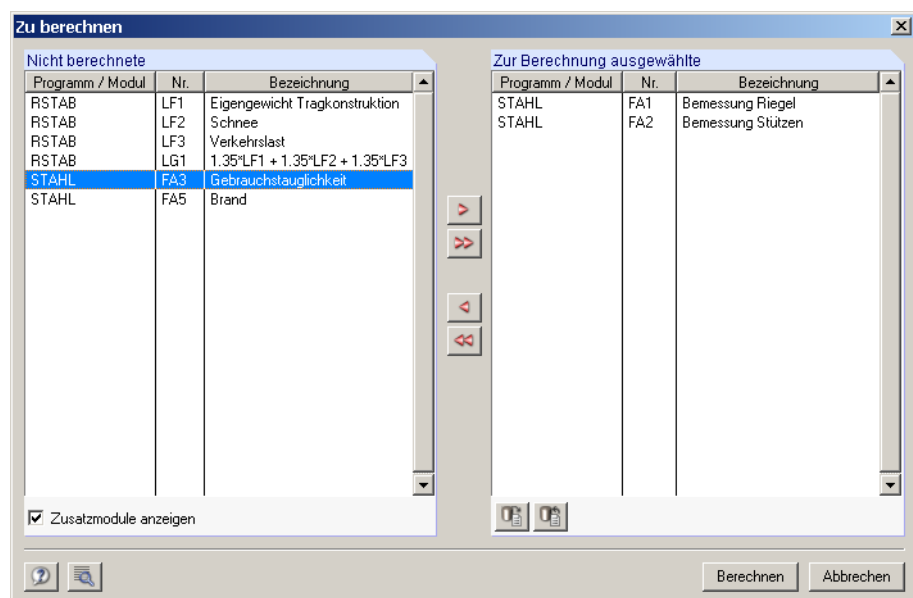 Zu berechnen
Nicht berechnete
Programm / Modul Nr. Bezeichnung
RSTAB LF1 Eigengewicht Tragkonstruktion
RSTAB LF2 Schnee
RSTAB LF3 Verkehrslast
RSTAB LG1 1.35*LF1 + 1.35*LF2 + 1.35*LF3
STAHL FA3 Gebrauchstauglichkeit
STAHL FA5 Brand
Zusatzmodule anzeigen
Zur Berechnung ausgewählte
Programm / Modul Nr. Bezeichnung
STAHL FA1 Bemessung Riegel
STAHL FA2 Bemessung Stützen
Berechnen Abbrechen